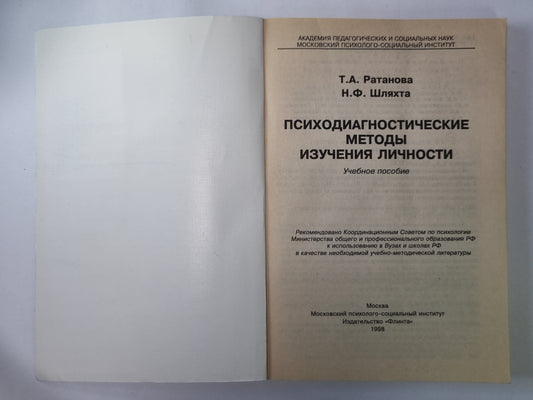 АКАДЕМИЯ ПЕДАГОГИЧЕСКИХ И СОЦИАЛЬНЫХ НАУК
МОСКОВСКИЙ ПСИХОЛОГО-СОЦИАЛЬНЫЙ ИНСТИТУТ
Т.А. Ратанова
Н.Ф. Шляхта
ПСИХОДИАГНОСТИЧЕСКИЕ
МЕТОДЫ
ИЗУЧЕНИЯ ЛИЧНОСТИ
Учебное пособие
Рекомендовано Координационным Советом по психологии
Министерства общего и профессионального образования РФ
к использованию в Вузах и школах РФ
в качестве необходимой учебно-методической литературы
Москва
Московский психолого-социальный институт
Издательство «Флинта»
1998